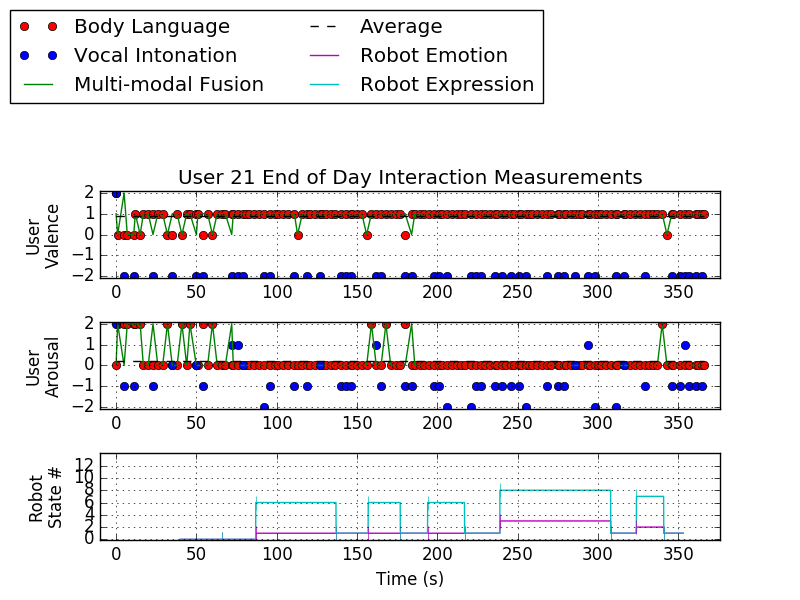 Body Language
Vocal Intonation
Multi-modal Fusion
Average
Robot Emotion
Robot Expression
User 21 End of Day Interaction Measurements
User
Valence
2
1
0
−1
−2
0 50 100 150 200 250 300 350
User
Arousal
2
1
0
−1
−2
0 50 100 150 200 250 300 350
Robot
State #
12
10
8
6
4
2
0
0 50 100 150 200 250 300 350
Time (s)